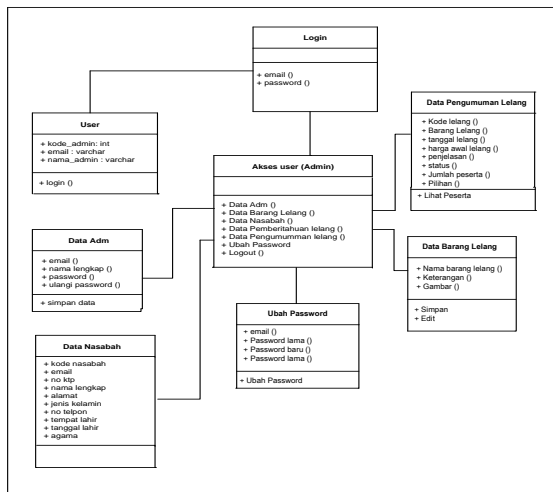 Login
+ email ()
+ password ()
User
+ kode_admin: int
+ email : varchar
+ nama_admin : varchar
+ login ()
Data Pengumuman Lelang
+ Kode lelang ()
+ Barang Lelang ()
+ tanggal lelang ()
+ harga awal lelang ()
+ penjelasan ()
+ status ()
+ Jumlah peserta ()
+ Pilihan ()
+ Lihat Peserta
Akses user (Admin)
+ Data Adm ()
+ Data Barang Lelang ()
+ Data Nasabah ()
+ Data Pemberitahuan lelang ()
+ Data Pengumumman lelang ()
+ Ubah Password
+ Logout ()
Data Adm
+ email ()
+ nama lengkap ()
+ password ()
+ ulangi password ()
+ simpan data
Data Barang Lelang
+ Nama barang lelang ()
+ Keterangan ()
+ Gambar ()
+ Simpan
+ Edit
Ubah Password
+ email ()
+ Password lama ()
+ Password baru ()
+ Password lama ()
+ Ubah Password
Data Nasabah
+ kode nasabah
+ email
+ no ktp
+ nama lengkap
+ alamat
+ jenis kelamin
+ no telpon
+ tempat lahir
+ tanggal lahir
+ agama